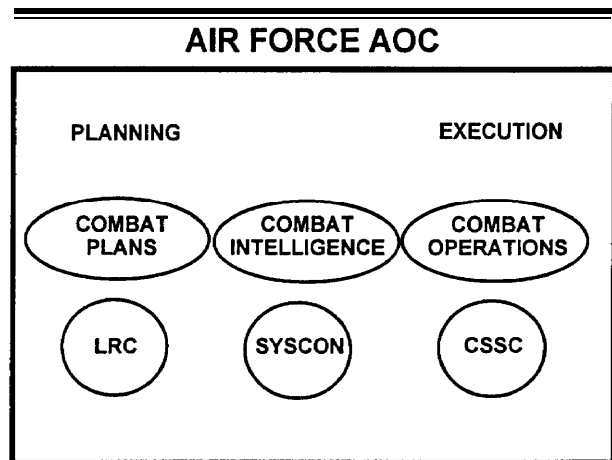 AIR FORCE AOC
PLANNING
EXECUTION
COMBAT
PLANS
COMBAT
INTELLIGENCE
COMBAT
OPERATIONS
LRC
SYSCON
CSSC